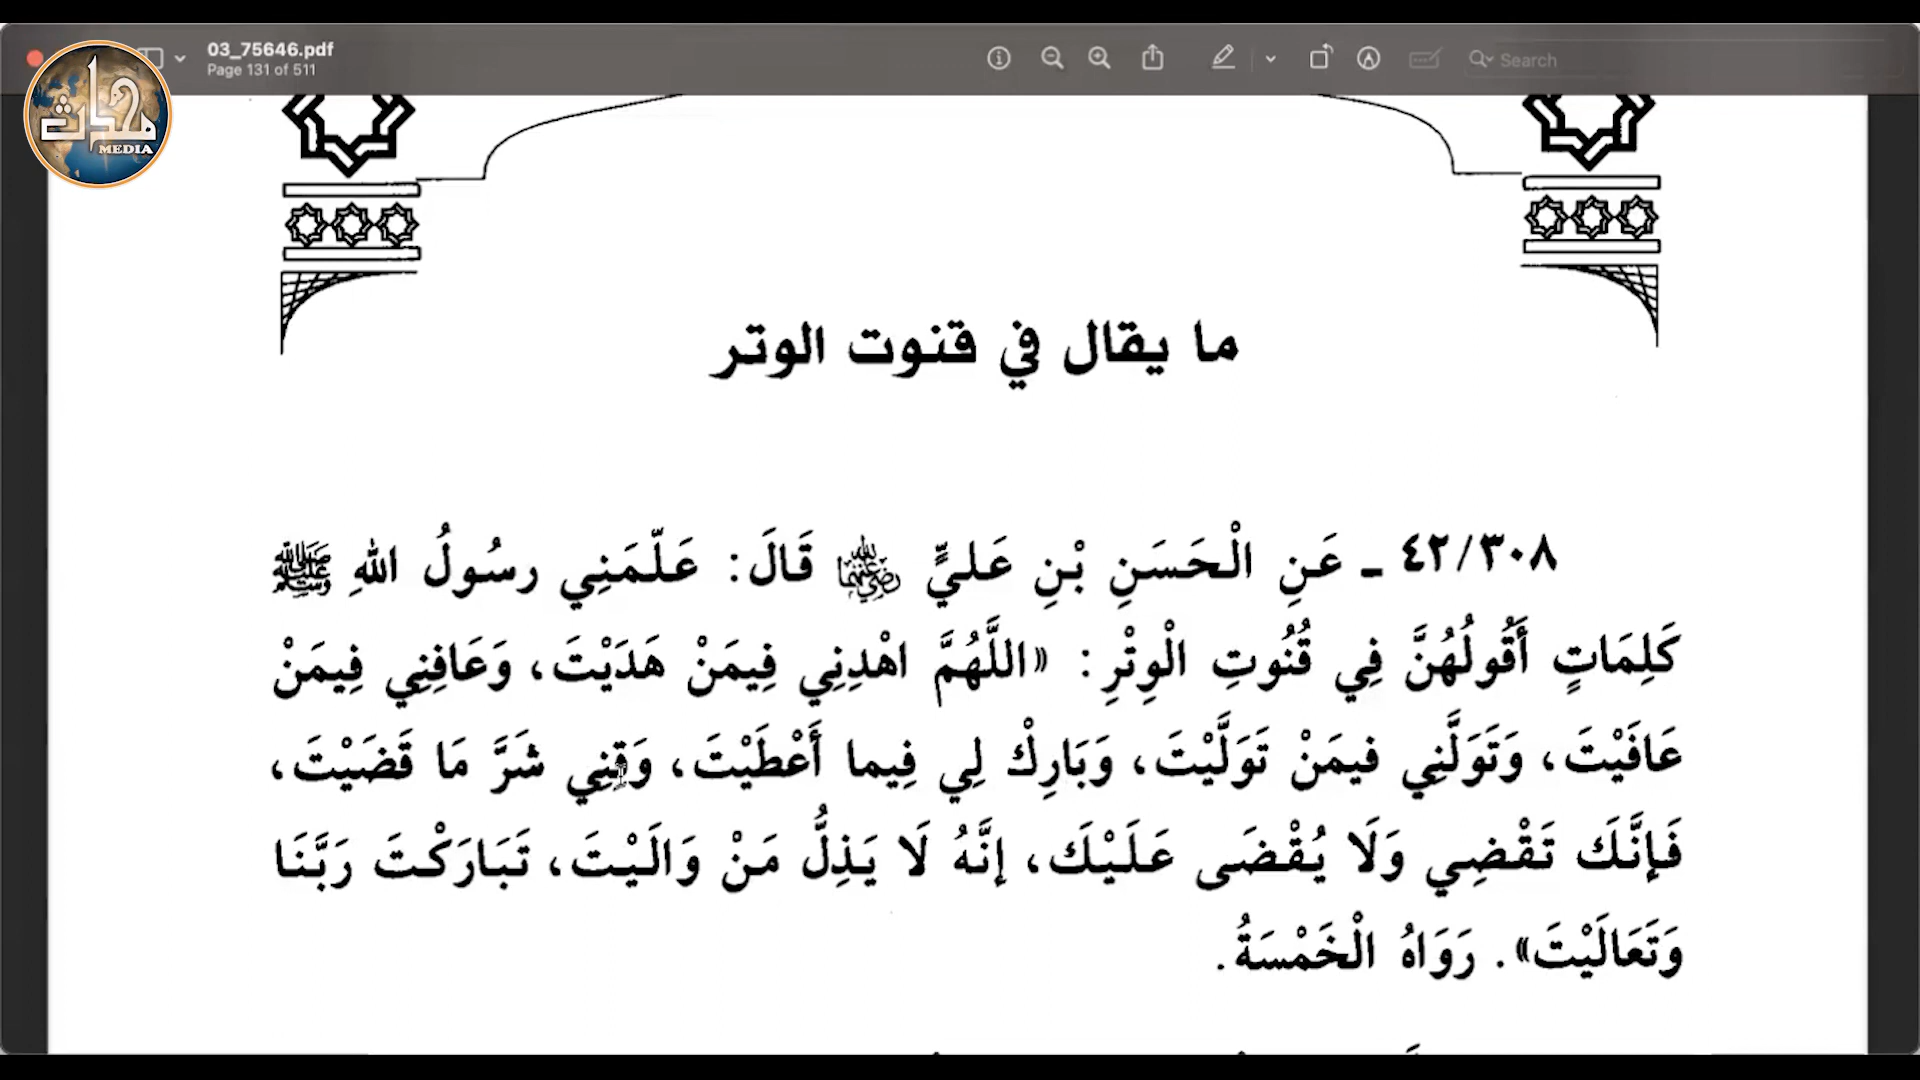 03_75646.pdf
Page 131 of 511
Search
MEDIA
ما يقال في قنوت الوتر
٤٢/٣٠٨ ـ عَنِ الْحَسَنِ بْنِ عَليٍّ رضي الله عنهما قَالَ: عَلَّمَنِي رسُولُ اللهِ ﷺ
كَلِمَاتٍ أَقُولُهُنَّ فِي قُنُوتِ الْوِتْرِ: «اللَّهُمَّ اهْدِنِي فِيمَنْ هَدَيْتَ، وَعَافِنِي فِيمَنْ
عَافَيْتَ، وَتَوَلَّنِي فيمَنْ تَوَلَّيْتَ، وَبَارِكْ لِي فِيما أَعْطَيْتَ، وَقِنِي شَرَّ مَا قَضَيْتَ،
فَإِنَّكَ تَقْضِي وَلَا يُقْضَى عَلَيْكَ، إنَّهُ لَا يَذِلُّ مَنْ وَالَيْتَ، تَبَارَكْتَ رَبَّنَا
وَتَعَالَيْتَ». رَوَاهُ الْخَمْسَةُ.